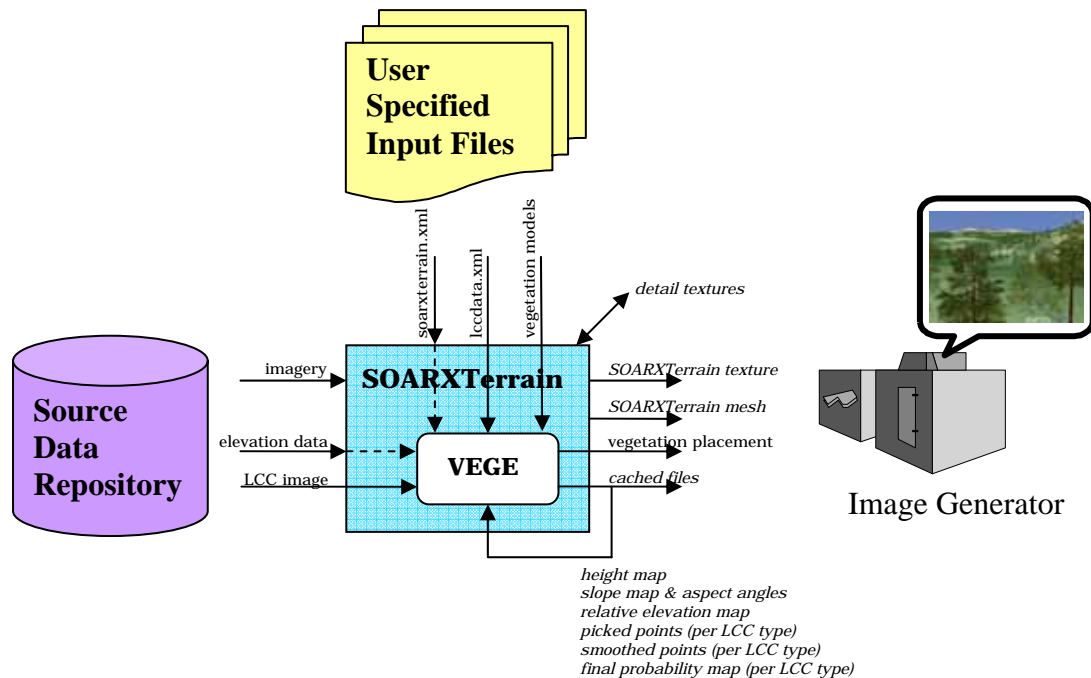 User
Specified
Input Files
soarxterrain.xml
lccdata.xml
vegetation models
detail textures
Source
Data
Repository
imagery
elevation data
LCC image
SOARXTerrain
VEGE
SOARXTerrain texture
SOARXTerrain mesh
vegetation placement
cached files
Image Generator
height map
slope map & aspect angles
relative elevation map
picked points (per LCC type)
smoothed points (per LCC type)
final probability map (per LCC type)